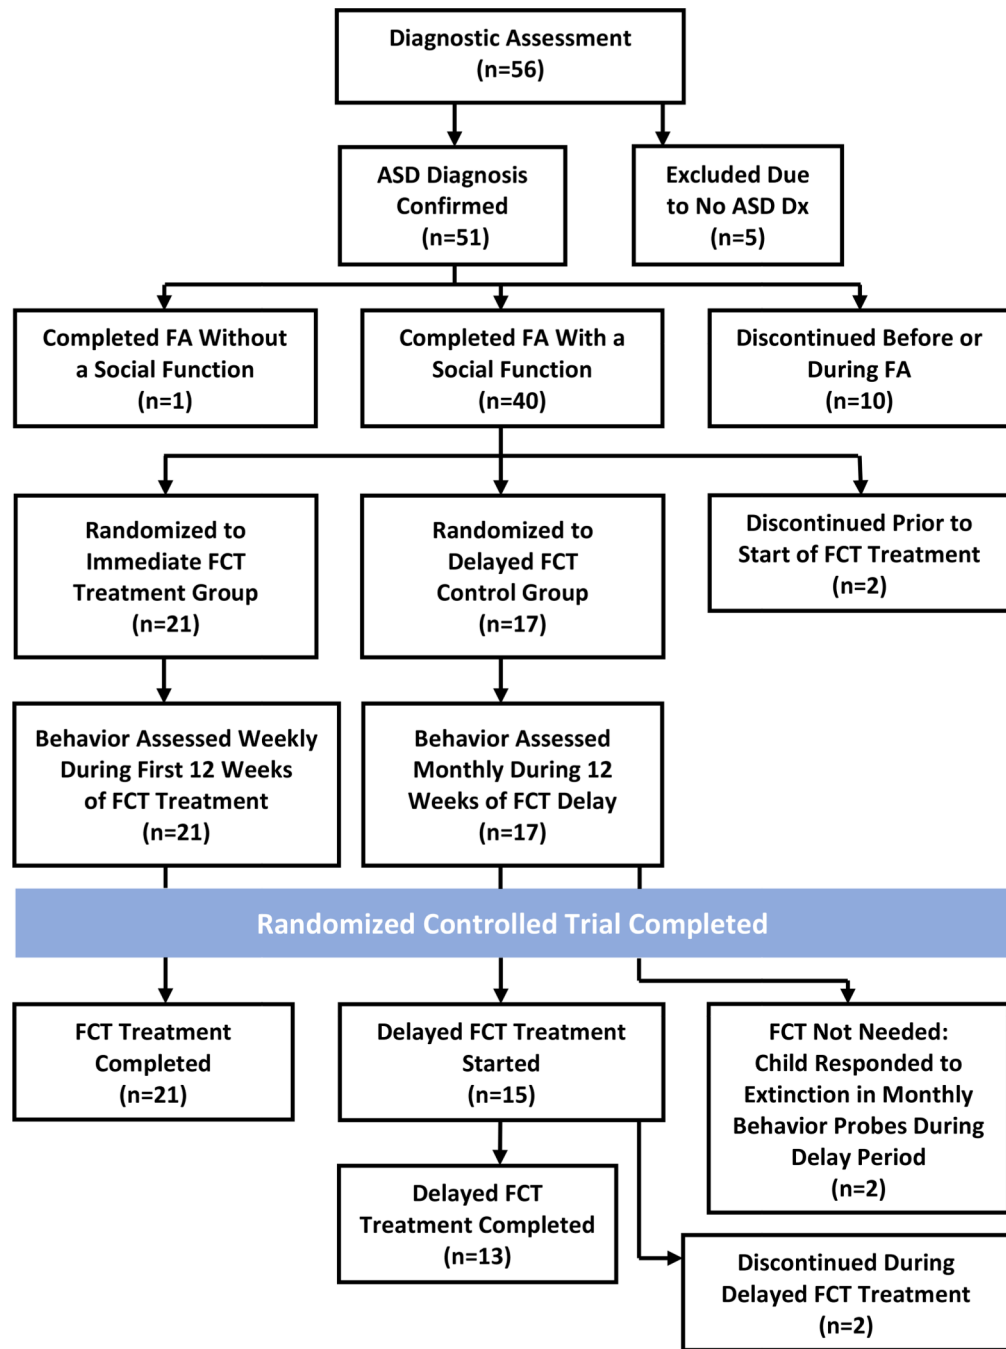 Diagnostic Assessment
(n=56)
ASD Diagnosis
Confirmed
(n=51)
Excluded Due
to No ASD Dx
(n=5)
Completed FA Without
a Social Function
(n=1)
Completed FA With a
Social Function
(n=40)
Discontinued Before or
During FA
(n=10)
Randomized to
Immediate FCT
Treatment Group
(n=21)
Randomized to
Delayed FCT
Control Group
(n=17)
Discontinued Prior to
Start of FCT Treatment
(n=2)
Behavior Assessed Weekly
During First 12 Weeks
of FCT Treatment
(n=21)
Behavior Assessed
Monthly During 12
Weeks of FCT Delay
(n=17)
Randomized Controlled Trial Completed
FCT Treatment
Completed
(n=21)
Delayed FCT Treatment
Started
(n=15)
FCT Not Needed:
Child Responded to
Extinction in Monthly
Behavior Probes During
Delay Period
(n=2)
Delayed FCT
Treatment Completed
(n=13)
Discontinued During
Delayed FCT Treatment
(n=2)